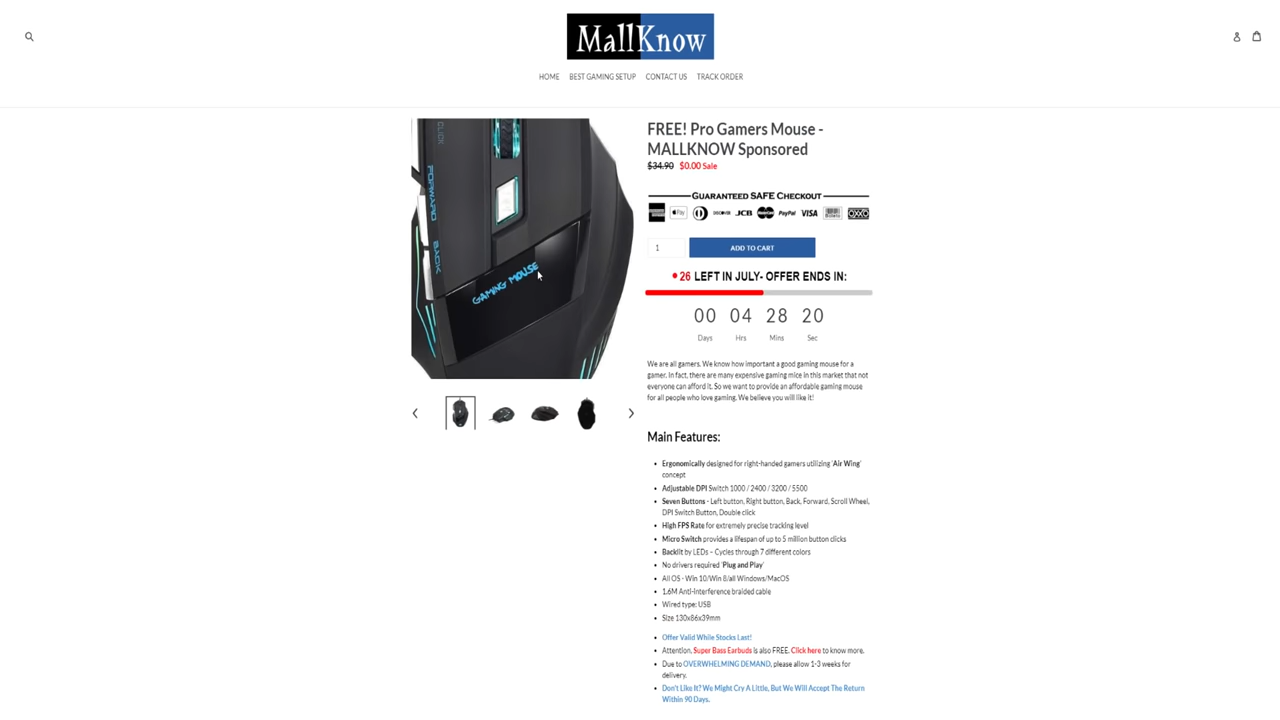 MallKnow
HOME BEST GAMING SETUP CONTACT US TRACK ORDER
CLICK
FORWARD
BACK
GAMING MOUSE
FREE! Pro Gamers Mouse -
MALLKNOW Sponsored
$34.90 $0.00 Sale
GUARANTEED SAFE CHECKOUT
Pay DISCOVER JCB MasterCard PayPal VISA OXXO
1
ADD TO CART
26 LEFT IN JULY- OFFER ENDS IN:
00 04 28 20
Days Hrs Mins Sec
We are all gamers. We know how important a good gaming mouse for a
gamer. In fact, there are many expensive gaming mice in this market that not
everyone can afford it. So we want to provide an affordable gaming mouse
for all people who love gaming. We believe you will like it!
Main Features:
• Ergonomically designed for right-handed gamers utilizing 'Air Wing'
concept
• Adjustable DPI Switch 1000 / 2400 / 3200 / 5500
• Seven Buttons - Left button, Right button, Back, Forward, Scroll Wheel,
DPI Switch Button, Double click
• High FPS Rate for extremely precise tracking level
• Micro Switch provides a lifespan of up to 5 million button clicks
• Backlit by LEDs – Cycles through 7 different colors
• No drivers required 'Plug and Play'
• All OS - Win 10/Win 8/all Windows/MacOS
• 1.6M Anti-Interference braided cable
• Wired type: USB
• Size 130x86x39mm
• Offer Valid While Stocks Last!
• Attention, Super Bass Earbuds is also FREE. Click here to know more.
• Due to OVERWHELMING DEMAND, please allow 1-3 weeks for
delivery.
• Don't Like It? We Might Cry A Little, But We Will Accept The Return
Within 90 Days.